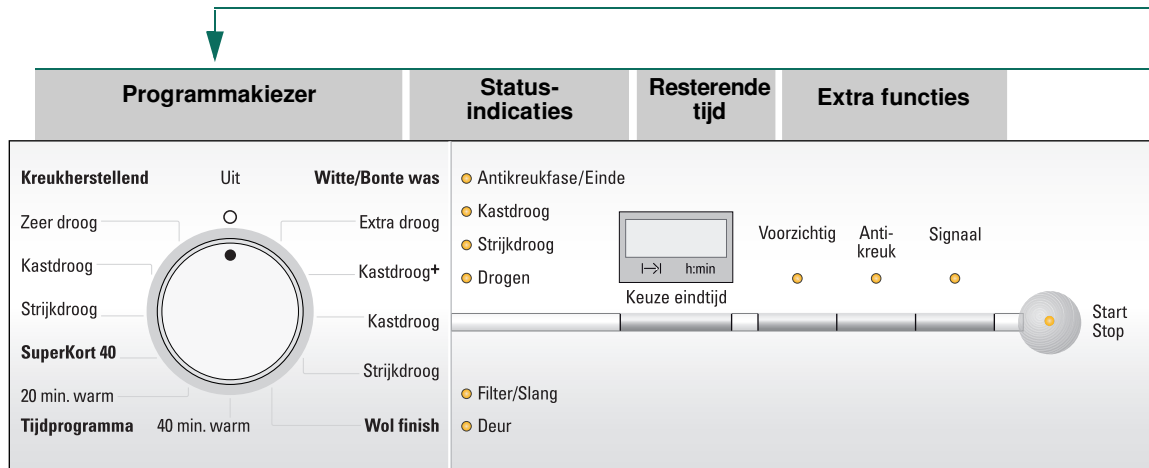 Programmakiezer
Status-
indicaties
Resterende
tijd
Extra functies
Kreukherstellend
Uit
Witte/Bonte was
Zeer droog
Kastdroog
Strijkdroog
SuperKort 40
20 min. warm
Tijdprogramma
40 min. warm
Extra droog
Kastdroog+
Kastdroog
Strijkdroog
Wol finish
Antikreukfase/Einde
Kastdroog
Strijkdroog
Drogen
Filter/Slang
Deur
h:min
Keuze eindtijd
Voorzichtig
Anti-
kreuk
Signaal
Start
Stop